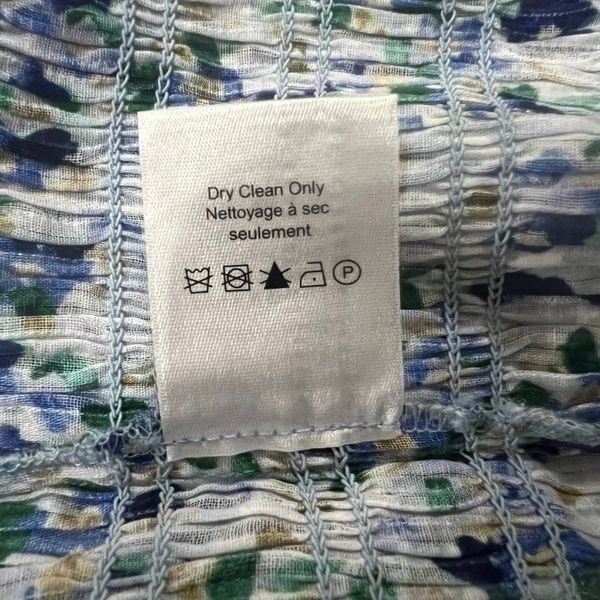 Dry Clean Only
Nettoyage à sec
seulement
P